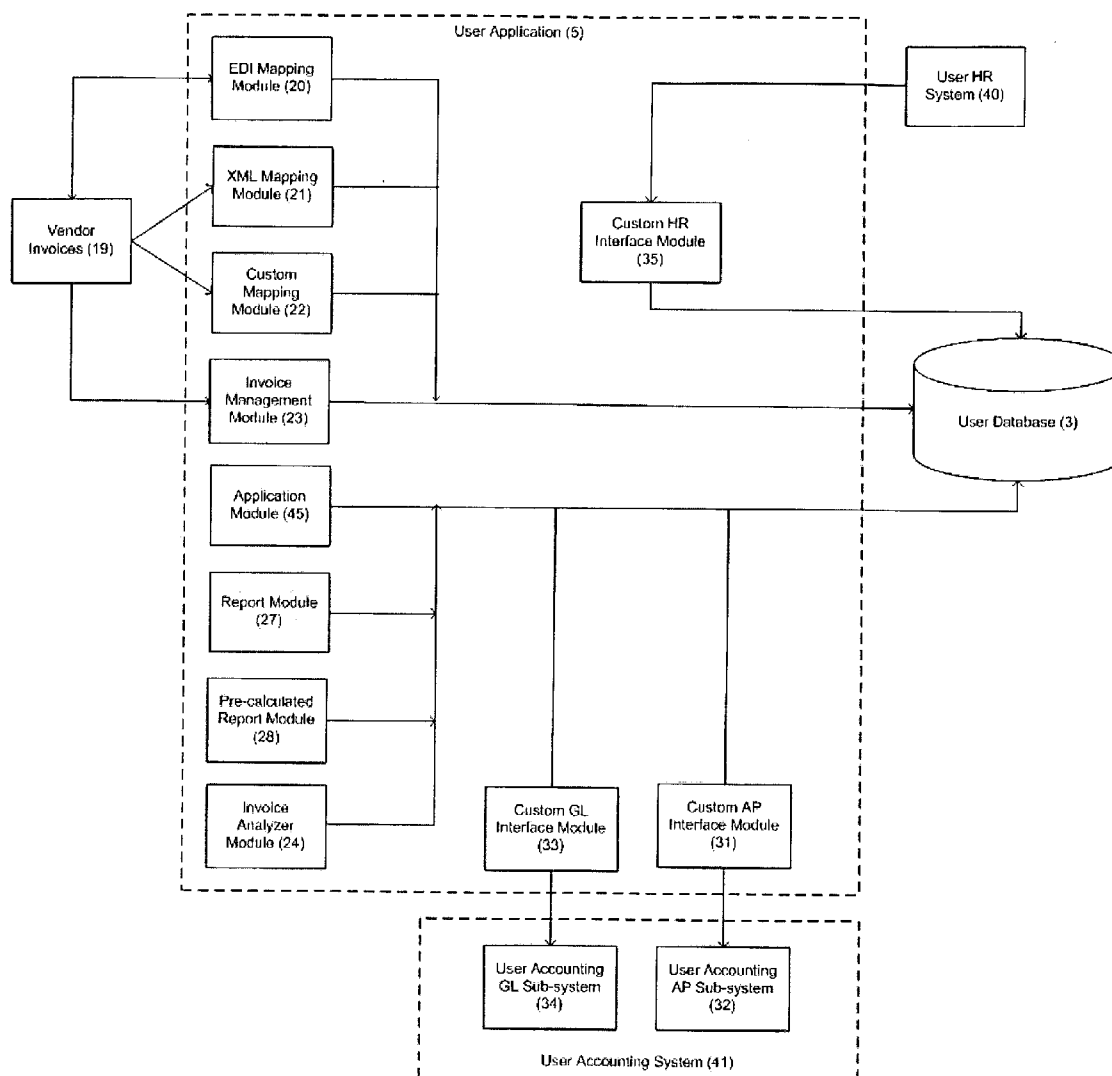 User Application (5)
EDI Mapping
Module (20)
User HR
System (40)
XML Mapping
Module (21)
Vendor
Invoices (19)
Custom HR
Interface Module
(35)
Custom
Mapping
Module (22)
Invoice
Management
Module (23)
User Database (3)
Application
Module (45)
Report Module
(27)
Pre-calculated
Report Module
(28)
Invoice
Analyzer
Module (24)
Custom GL
Interface Module
(33)
Custom AP
Interface Module
(31)
User Accounting
GL Sub-system
(34)
User Accounting
AP Sub-system
(32)
User Accounting System (41)